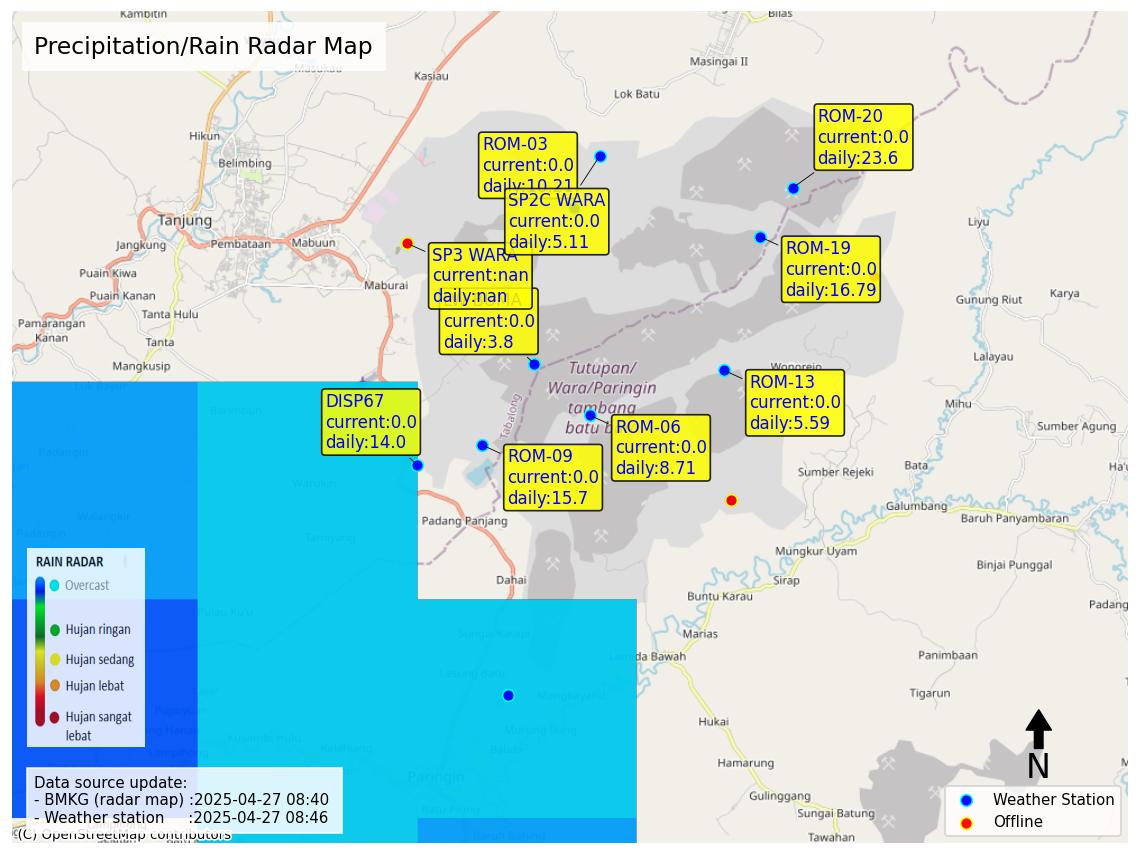 Kambitin
Bilas
Precipitation/Rain Radar Map
Masukau
Kasiau
Masingai II
Lok Batu
ROM-20
current:0.0
daily:23.6
Hikun
Belimbing
ROM-03
current:0.0
daily:10.21
SP2C WARA
current:0.0
daily:5.11
Tanjung
Jangkung
Pembataan
Mabuun
Liyu
ROM-19
current:0.0
daily:16.79
SP3 WARA
current:nan
daily:nan
Puain Kiwa
Maburai
Puain Kanan
Tanta Hulu
Gunung Riut
Karya
current:0.0
daily:3.8
Pamarangan
Kanan
Tanta
Mangkusip
Lalayau
Tutupan/
Wara/Paringin
tambang
batu b
Wonorejo
ROM-13
current:0.0
daily:5.59
DISP67
current:0.0
daily:14.0
Tabalong
Mihu
ROM-06
current:0.0
daily:8.71
Sumber Agung
ROM-09
current:0.0
daily:15.7
Padangin
Warukin
Sumber Rejeki
Bata
Ha'u
Galumbang
Baruh Panyambaran
Padang Panjang
Mungkur Uyam
Binjai Punggal
Dahai
Sirap
Buntu Karau
Padang
RAIN RADAR
Overcast
Hujan ringan
Hujan sedang
Hujan lebat
Hujan sangat
lebat
Marias
Lamida Bawah
Panimbaan
Tigarun
Hukai
Hamarung
Paringin
Gulinggang
Sungai Batung
Tawahan
N
Data source update:
- BMKG (radar map) :2025-04-27 08:40
- Weather station :2025-04-27 08:46
(C) OpenStreetMap contributors
Weather Station
Offline